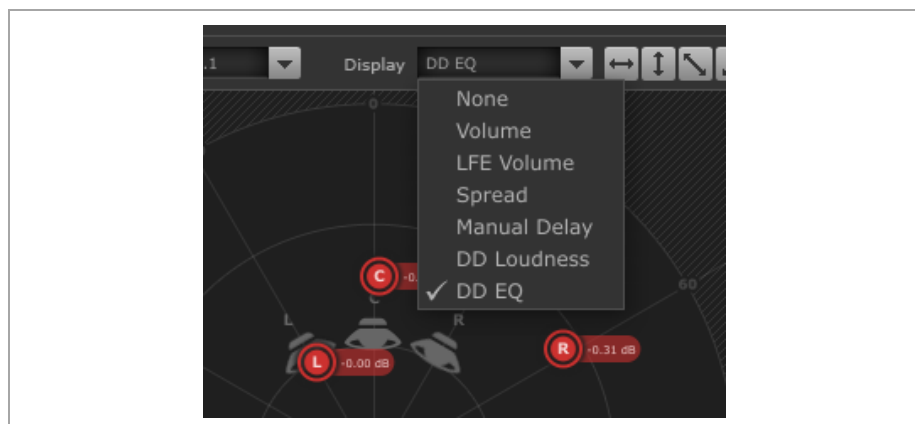 .1 Display DD EQ
None
Volume
LFE Volume
Spread
Manual Delay
DD Loudness
DD EQ
0
60
C -0.
C
L R
L -0.00 dB
R -0.31 dB